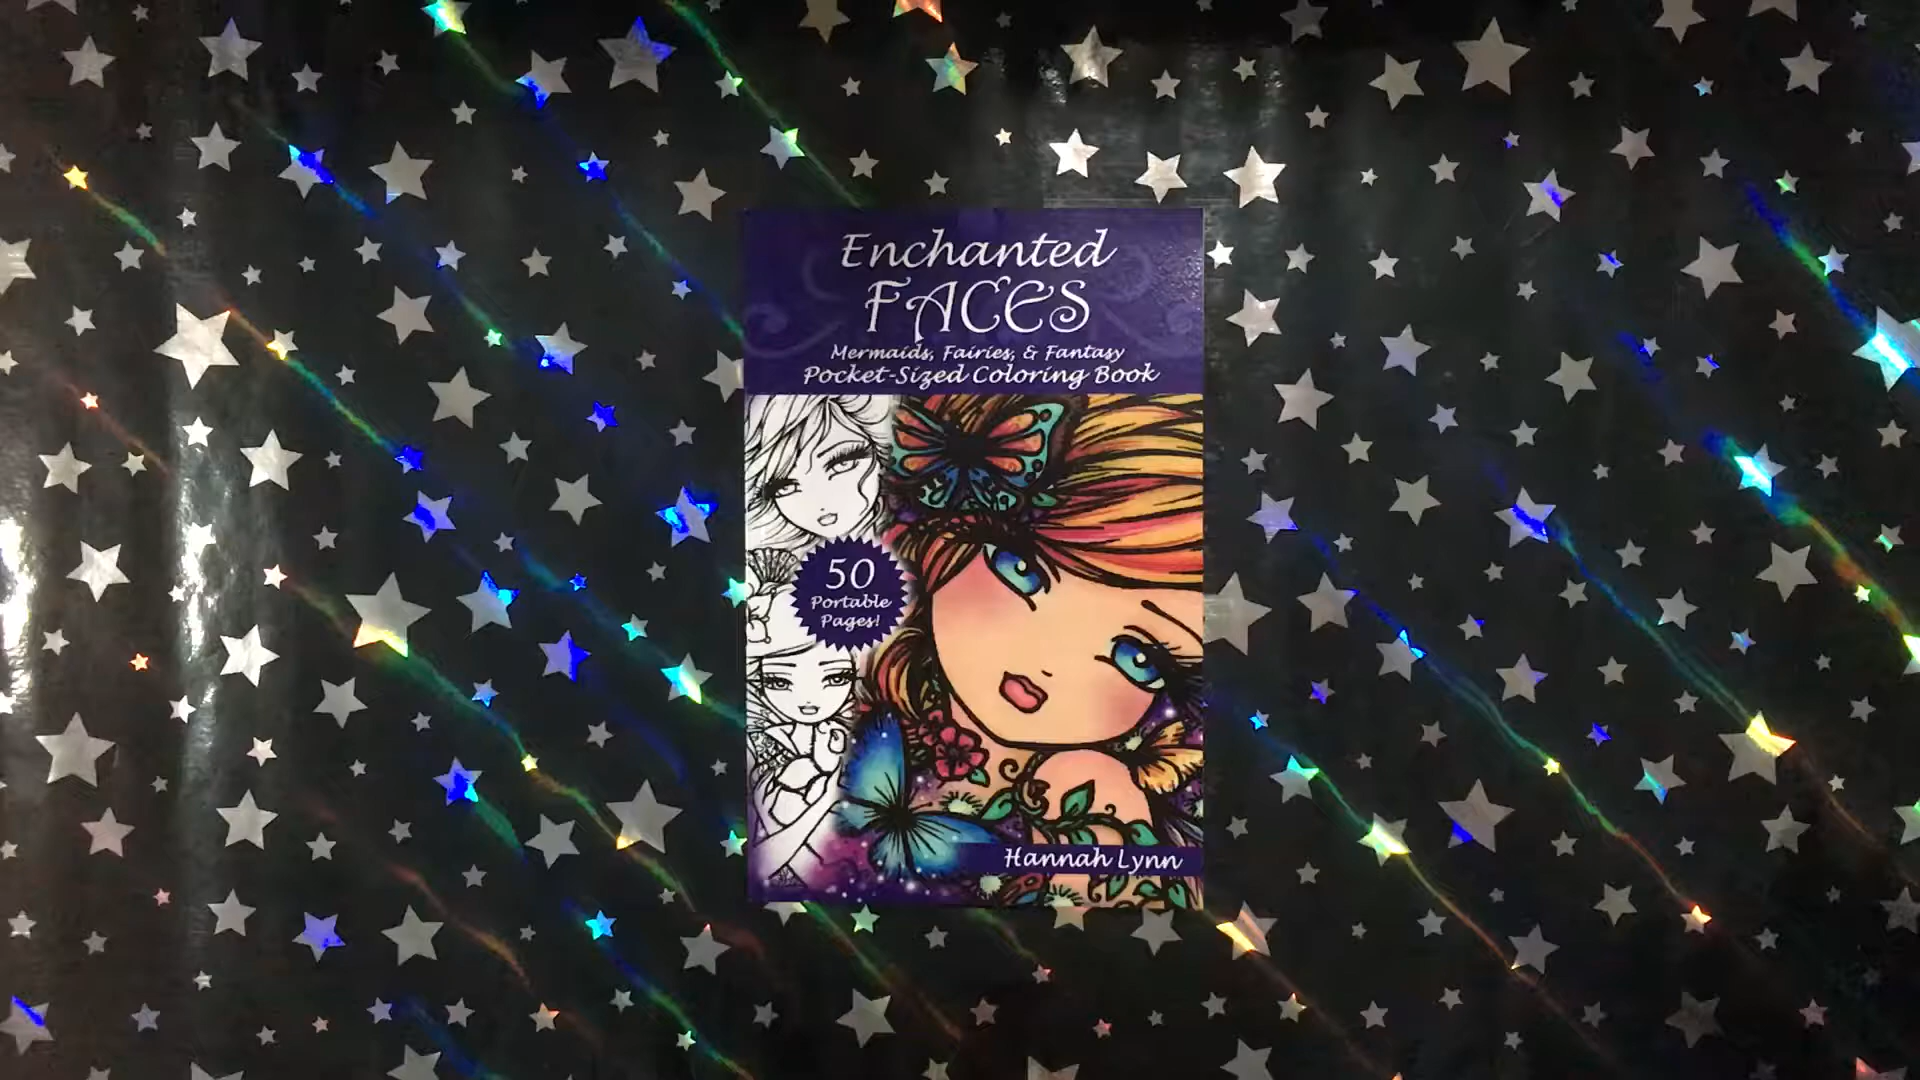 Enchanted
FACES
Mermaids, Fairies, & Fantasy
Pocket-Sized Coloring Book
50
Portable
Pages!
Hannah Lynn